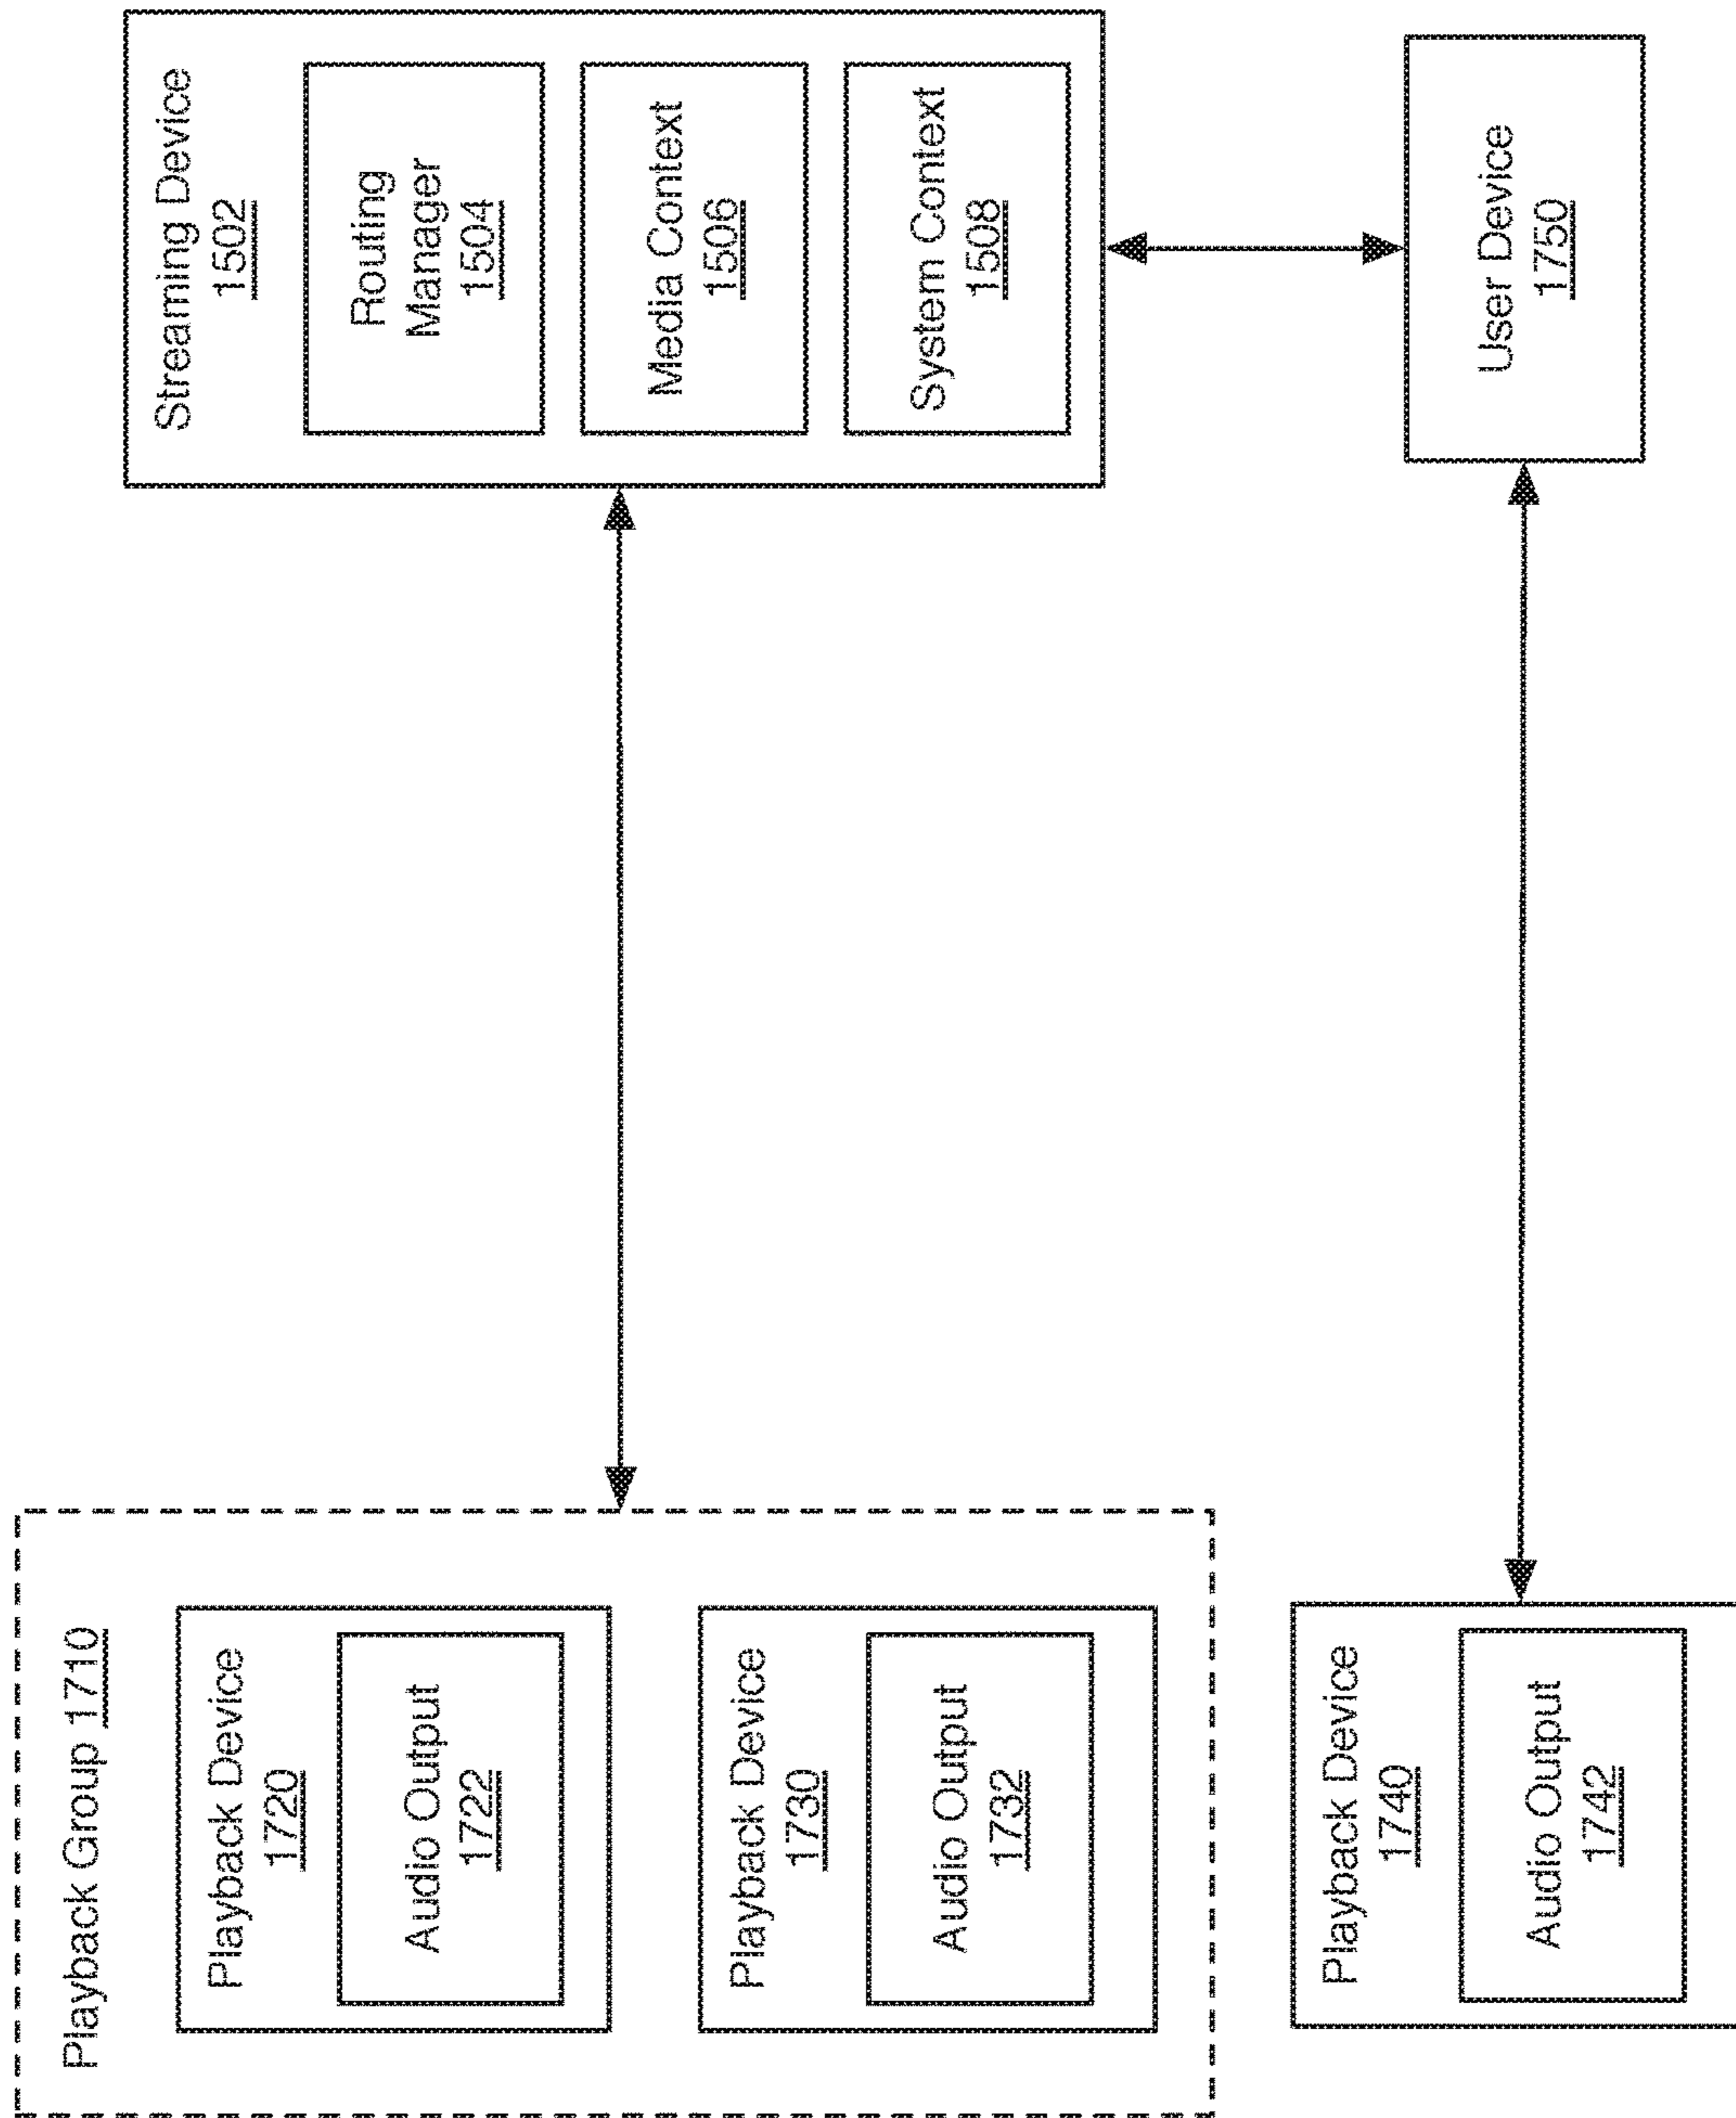 Streaming Device
1502
Routing
Manager
1504
Media Context
1506
System Context
1508
User Device
1750
Playback Group 1710
Playback Device
1720
Audio Output
1722
Playback Device
1730
Audio Output
1732
Playback Device
1740
Audio Output
1742